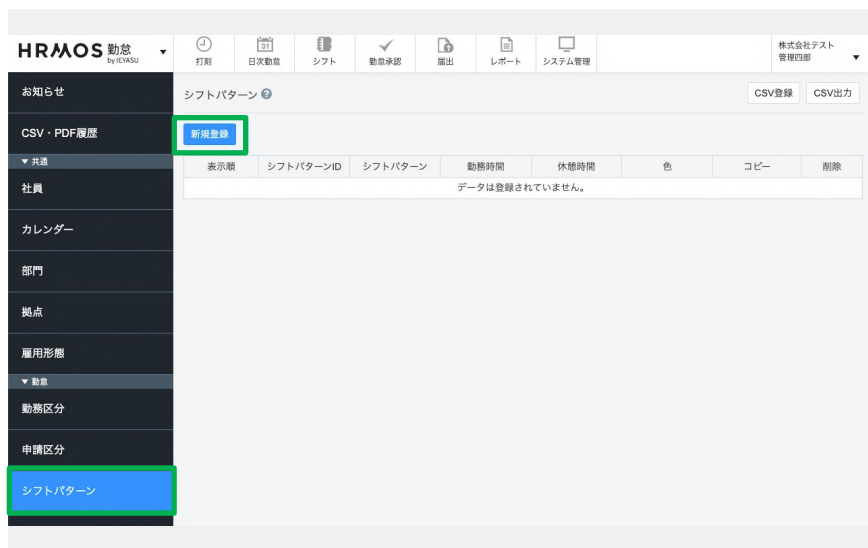 HRMOS 勤怠 ▼
by IEYASU
打刻
31
日次勤怠
シフト
勤怠承認
届出
レポート
システム管理
株式会社テスト
管理四郎 ▼
お知らせ
CSV・PDF履歴
▼ 共通
社員
カレンダー
部門
拠点
雇用形態
▼ 勤怠
勤務区分
申請区分
シフトパターン
シフトパターン ?
CSV登録 CSV出力
新規登録
表示順 シフトパターンID シフトパターン 勤務時間 休憩時間 色 コピー 削除
データは登録されていません。